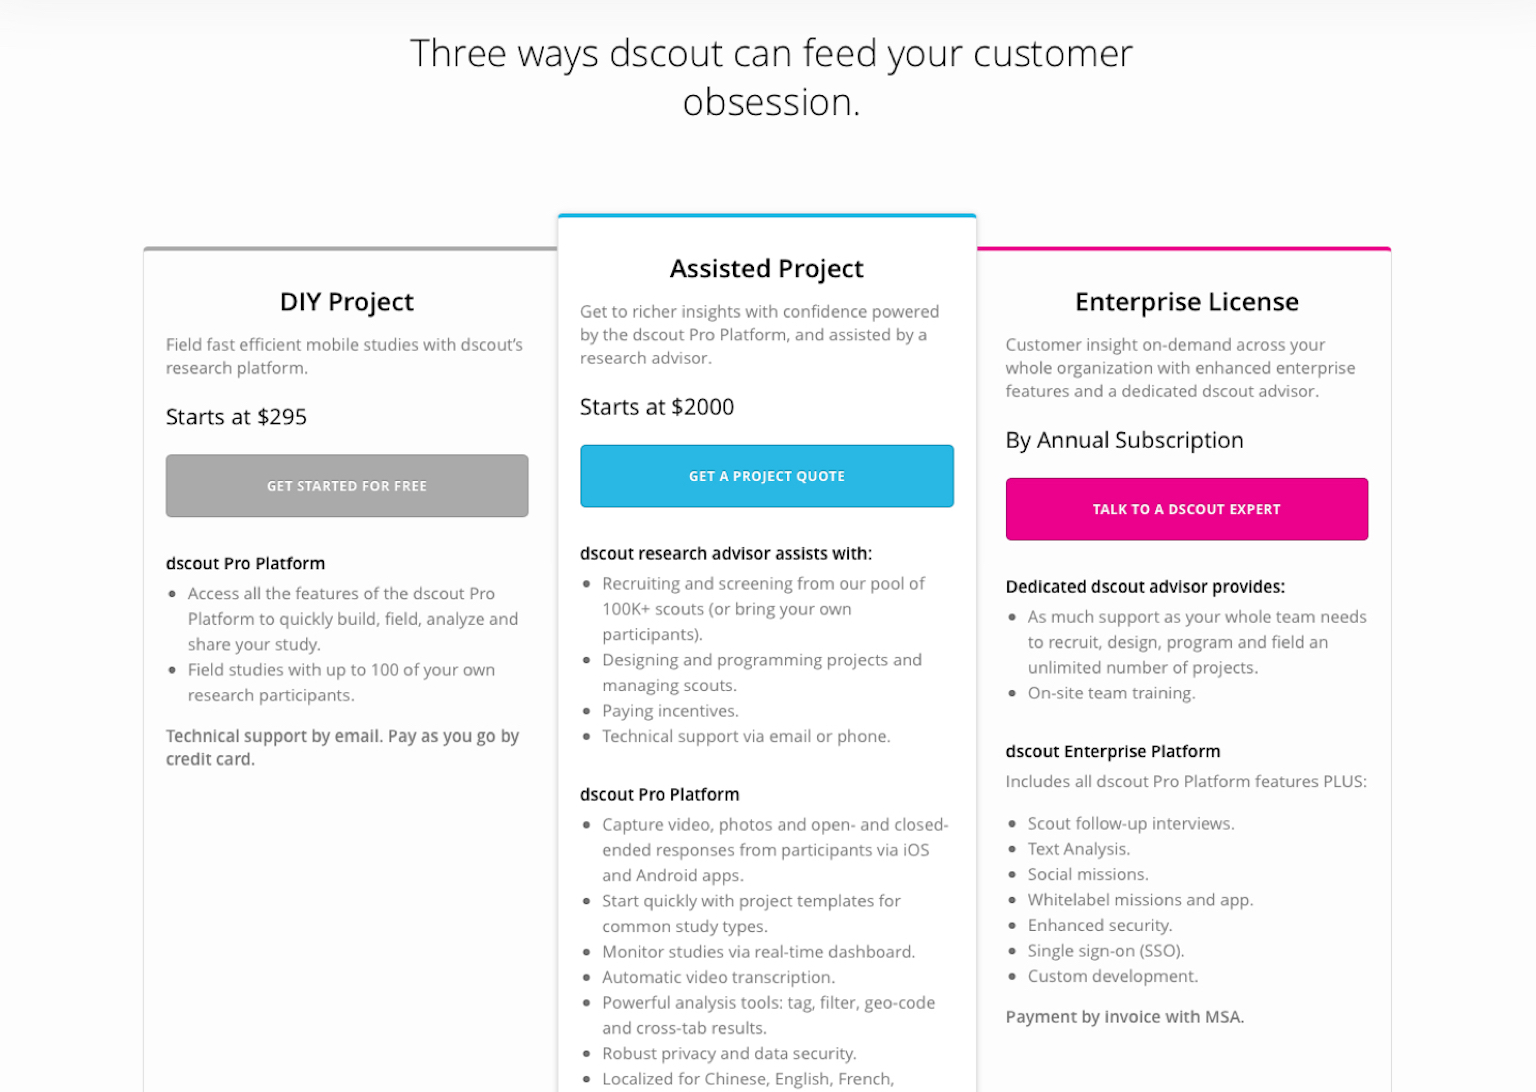 Three ways dscout can feed your customer
obsession.
DIY Project
Field fast efficient mobile studies with dscout’s
research platform.
Starts at $295
GET STARTED FOR FREE
dscout Pro Platform
• Access all the features of the dscout Pro
Platform to quickly build, field, analyze and
share your study.
• Field studies with up to 100 of your own
research participants.
Technical support by email. Pay as you go by
credit card.
Assisted Project
Get to richer insights with confidence powered
by the dscout Pro Platform, and assisted by a
research advisor.
Starts at $2000
GET A PROJECT QUOTE
dscout research advisor assists with:
• Recruiting and screening from our pool of
100K+ scouts (or bring your own
participants).
• Designing and programming projects and
managing scouts.
• Paying incentives.
• Technical support via email or phone.
dscout Pro Platform
• Capture video, photos and open- and closed-
ended responses from participants via iOS
and Android apps.
• Start quickly with project templates for
common study types.
• Monitor studies via real-time dashboard.
• Automatic video transcription.
• Powerful analysis tools: tag, filter, geo-code
and cross-tab results.
• Robust privacy and data security.
• Localized for Chinese, English, French,
Enterprise License
Customer insight on-demand across your
whole organization with enhanced enterprise
features and a dedicated dscout advisor.
By Annual Subscription
TALK TO A DSCOUT EXPERT
Dedicated dscout advisor provides:
• As much support as your whole team needs
to recruit, design, program and field an
unlimited number of projects.
• On-site team training.
dscout Enterprise Platform
Includes all dscout Pro Platform features PLUS:
• Scout follow-up interviews.
• Text Analysis.
• Social missions.
• Whitelabel missions and app.
• Enhanced security.
• Single sign-on (SSO).
• Custom development.
Payment by invoice with MSA.